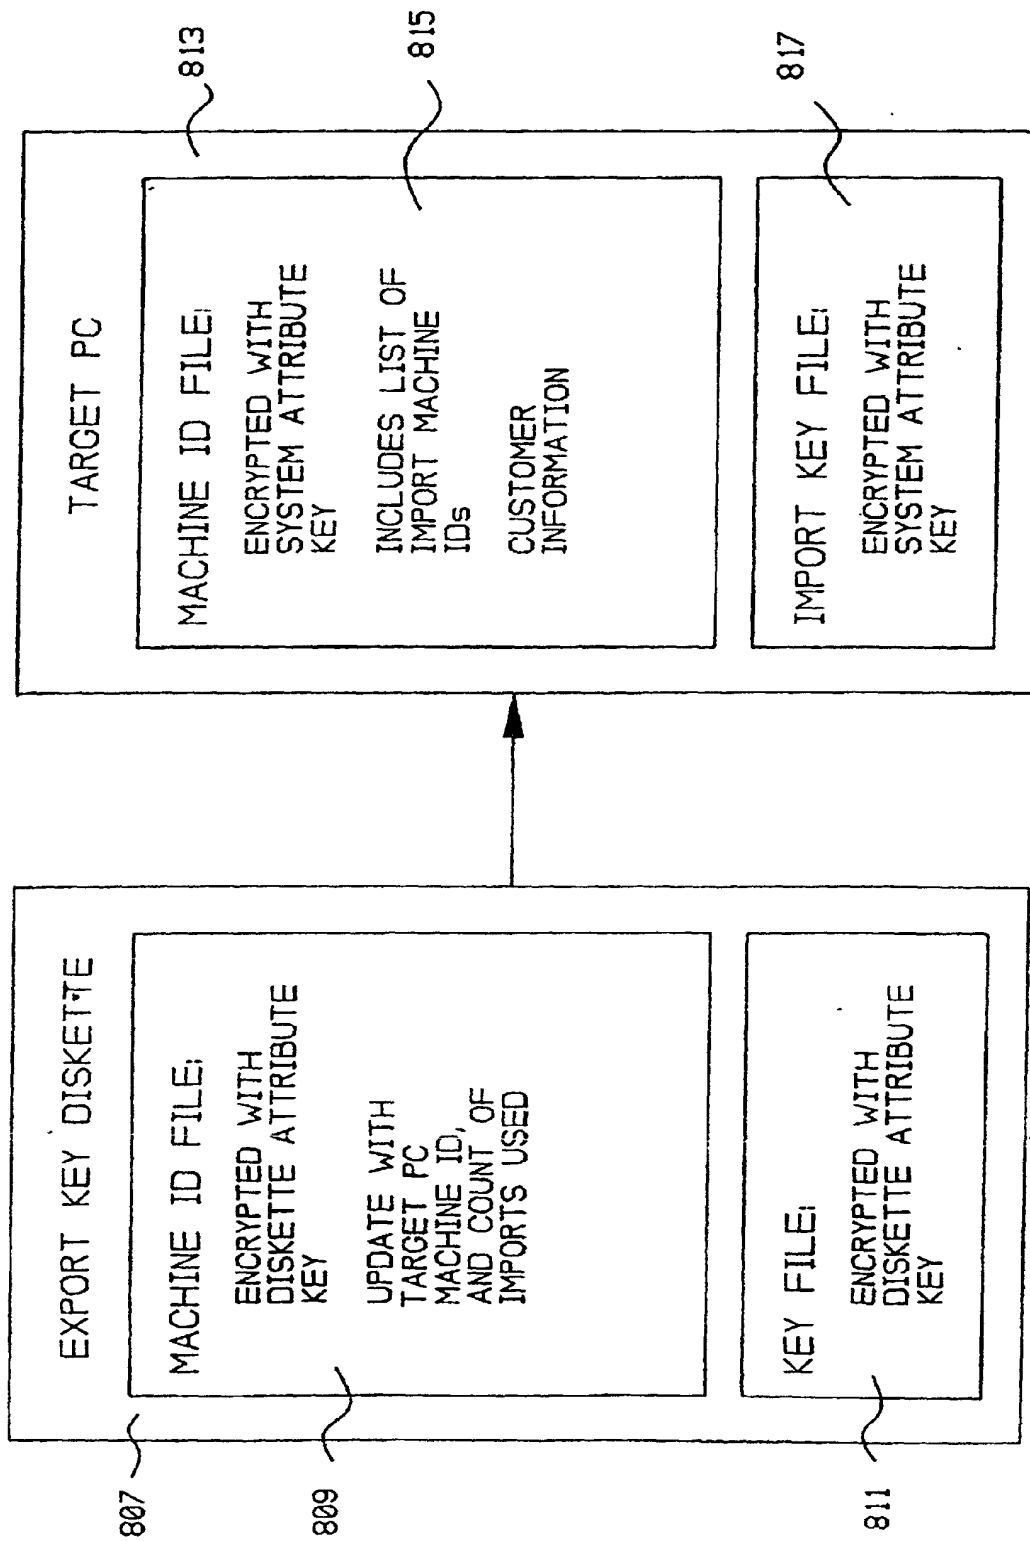 EXPORT KEY DISKETTE
MACHINE ID FILE:
ENCRYPTED WITH
DISKETTE ATTRIBUTE
KEY
UPDATE WITH
TARGET PC
MACHINE ID,
AND COUNT OF
IMPORTS USED
KEY FILE:
ENCRYPTED WITH
DISKETTE ATTRIBUTE
KEY
807
809
811
TARGET PC
MACHINE ID FILE:
ENCRYPTED WITH
SYSTEM ATTRIBUTE
KEY
INCLUDES LIST OF
IMPORT MACHINE
IDs
CUSTOMER
INFORMATION
IMPORT KEY FILE:
ENCRYPTED WITH
SYSTEM ATTRIBUTE
KEY
813
815
817